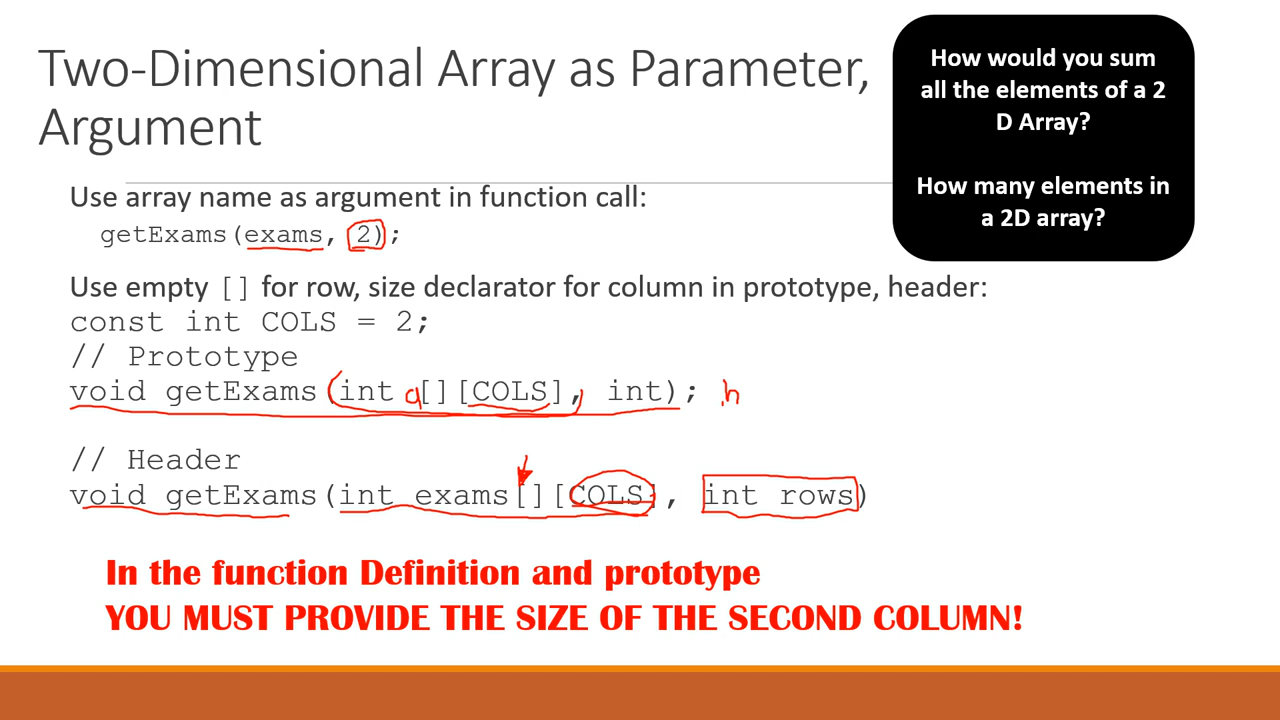 Two-Dimensional Array as Parameter,
Argument
How would you sum
all the elements of a 2
D Array?
How many elements in
a 2D array?
Use array name as argument in function call:
getExams(exams, 2);
Use empty [] for row, size declarator for column in prototype, header:
const int COLS = 2;
// Prototype
void getExams(int a[][COLS], int); .h
// Header
void getExams(int exams[][COLS], int rows)
In the function Definition and prototype
YOU MUST PROVIDE THE SIZE OF THE SECOND COLUMN!